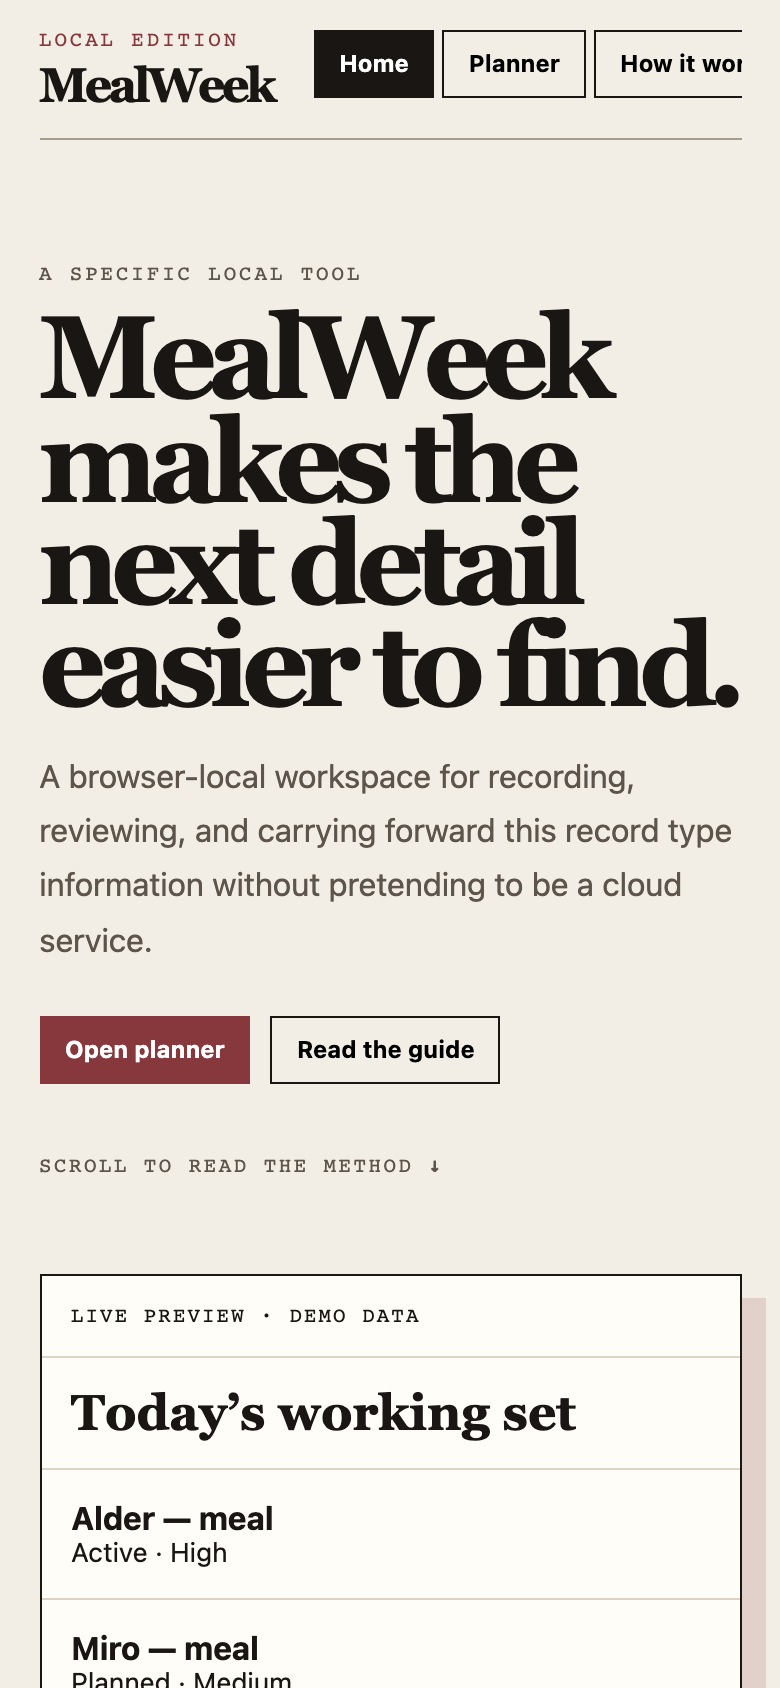 LOCAL EDITION
MealWeek
Home
Planner
How it wor
A SPECIFIC LOCAL TOOL
MealWeek
makes the
next detail
easier to find.
A browser-local workspace for recording,
reviewing, and carrying forward this record type
information without pretending to be a cloud
service.
Open planner
Read the guide
SCROLL TO READ THE METHOD ↓
LIVE PREVIEW · DEMO DATA
Today’s working set
Alder — meal
Active · High
Miro — meal
Planned · Medium